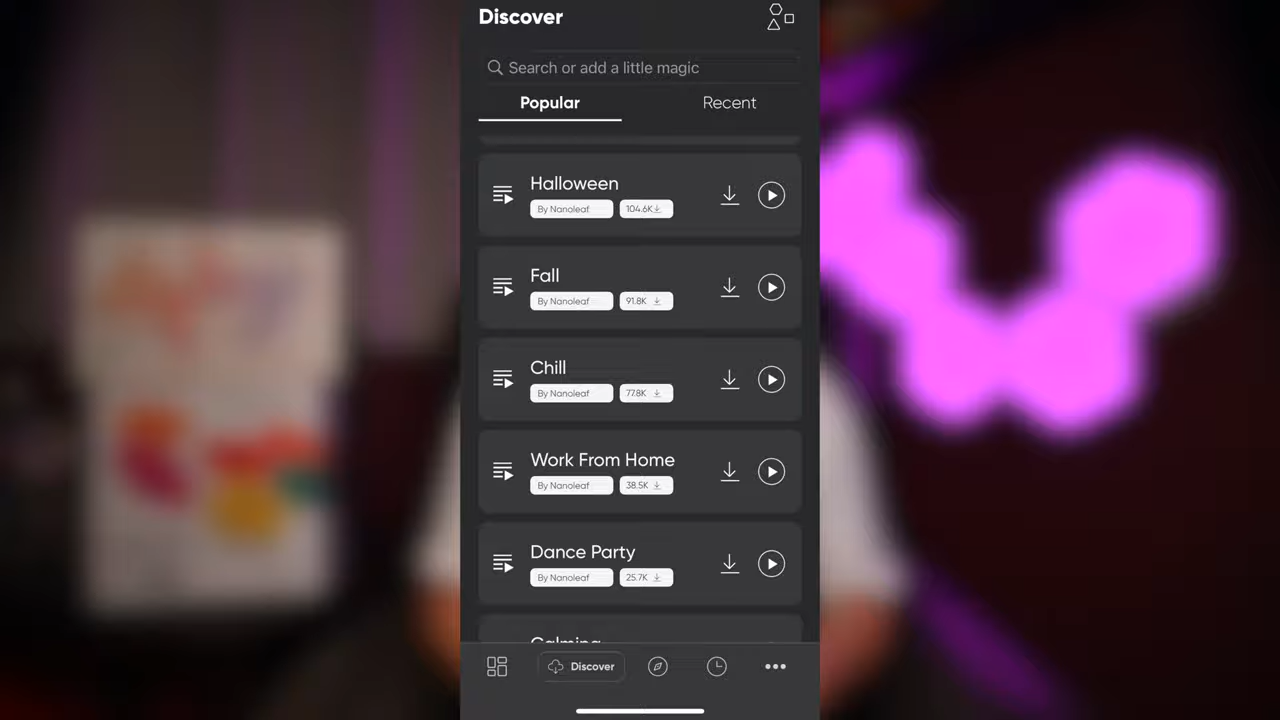 Discover
Search or add a little magic
Popular Recent
Halloween
By Nanoleaf 104.6K
Fall
By Nanoleaf 91.8K
Chill
By Nanoleaf 77.8K
Work From Home
By Nanoleaf 38.5K
Dance Party
By Nanoleaf 25.7K
Calming
Discover